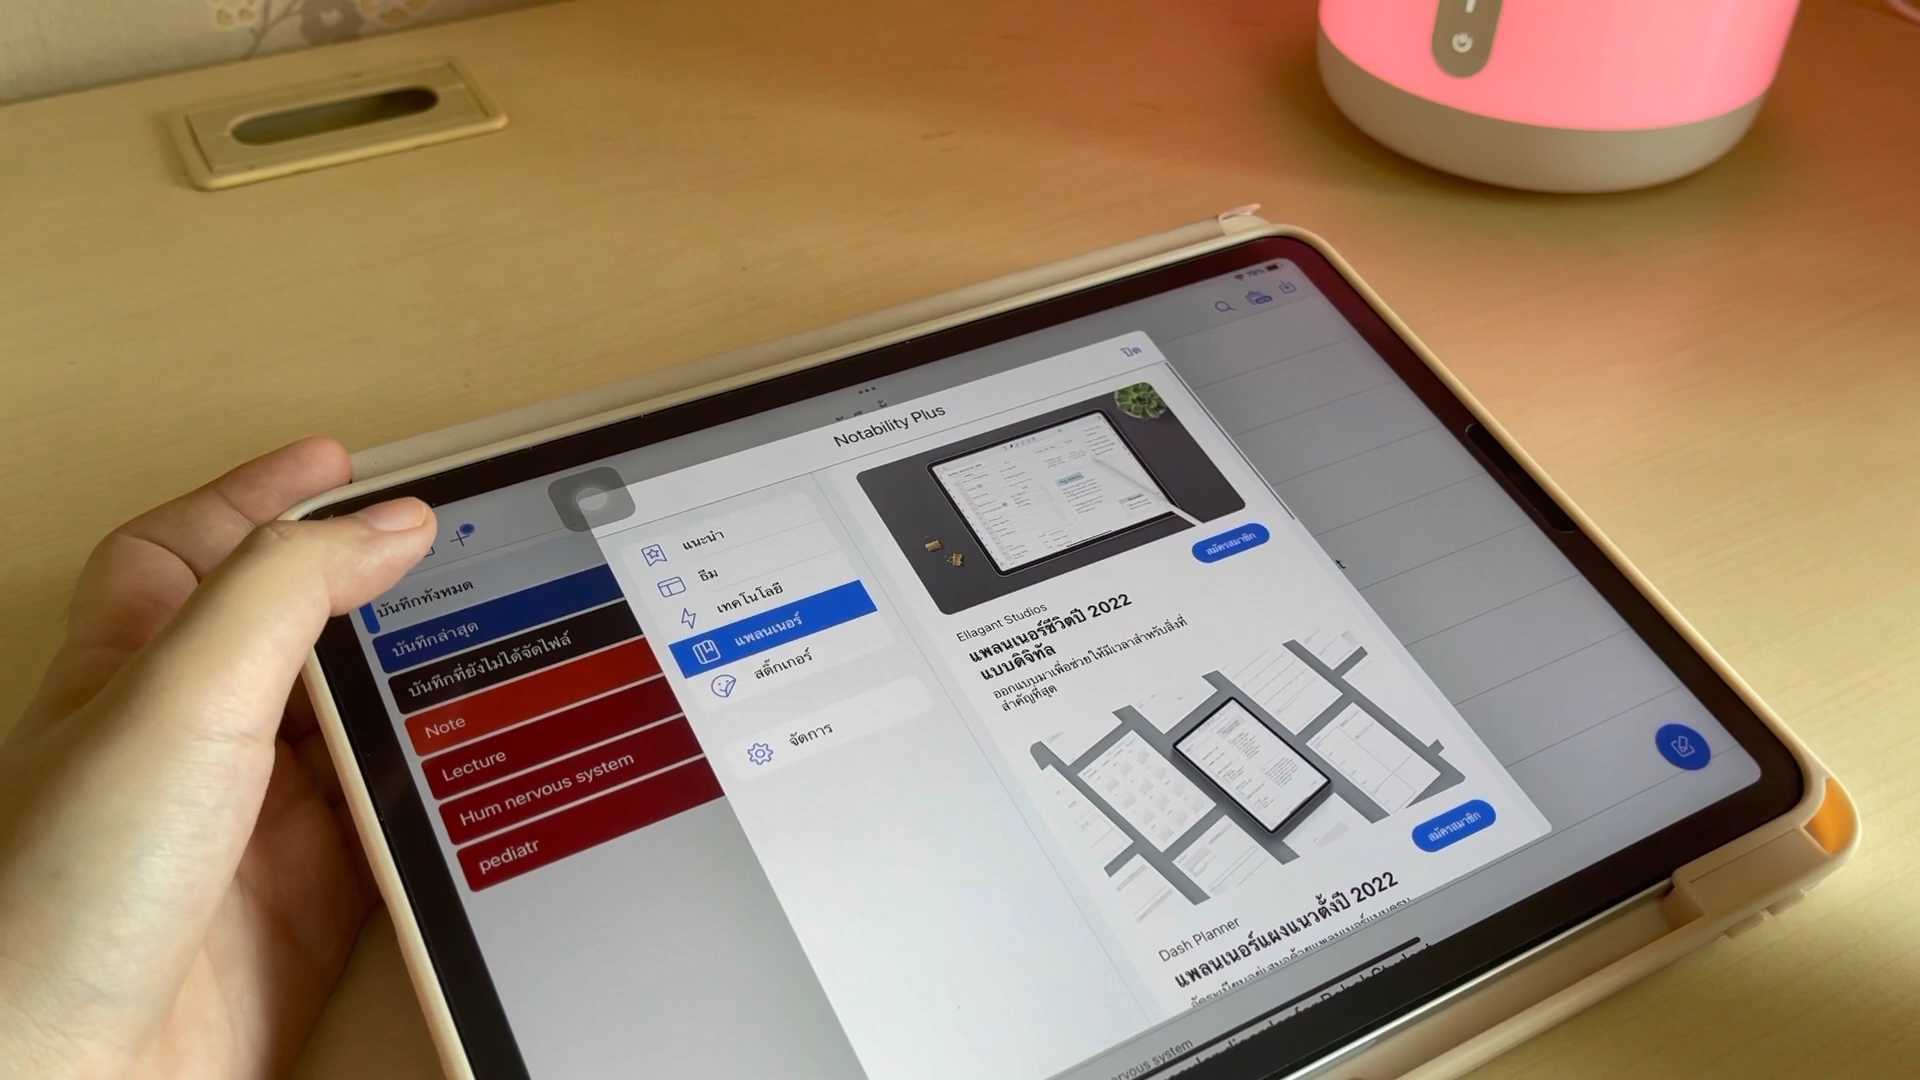 ปิด
Notability Plus
แนะนำ
ธีม
เทคโนโลยี
แพลนเนอร์
สติ๊กเกอร์
จัดการ
บันทึกทั้งหมด
บันทึกล่าสุด
บันทึกที่ยังไม่ได้จัดไฟล์
Note
Lecture
Hum nervous system
pediatr
สมัครสมาชิก
Ellagant Studios
แพลนเนอร์ชีวิตปี 2022
แบบดิจิทัล
ออกแบบมาเพื่อช่วยให้มีเวลาสำหรับสิ่งที่
สำคัญที่สุด
สมัครสมาชิก
Dash Planner
แพลนเนอร์แผงแนวตั้งปี 2022